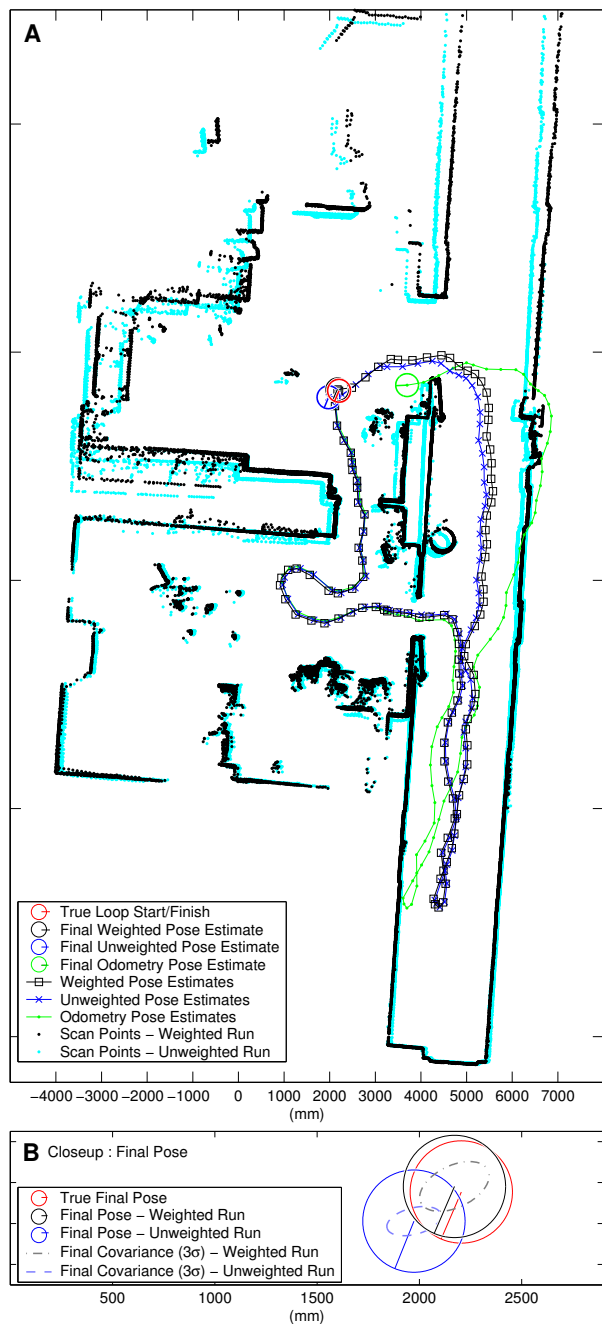 A
True Loop Start/Finish
Final Weighted Pose Estimate
Final Unweighted Pose Estimate
Final Odometry Pose Estimate
Weighted Pose Estimates
Unweighted Pose Estimates
Odometry Pose Estimates
Scan Points − Weighted Run
Scan Points − Unweighted Run
−4000 −3000 −2000 −1000 0 1000 2000 3000 4000 5000 6000 7000
(mm)
B Closeup : Final Pose
True Final Pose
Final Pose − Weighted Run
Final Pose − Unweighted Run
Final Covariance (3σ) − Weighted Run
Final Covariance (3σ) − Unweighted Run
500 1000 1500 2000 2500
(mm)